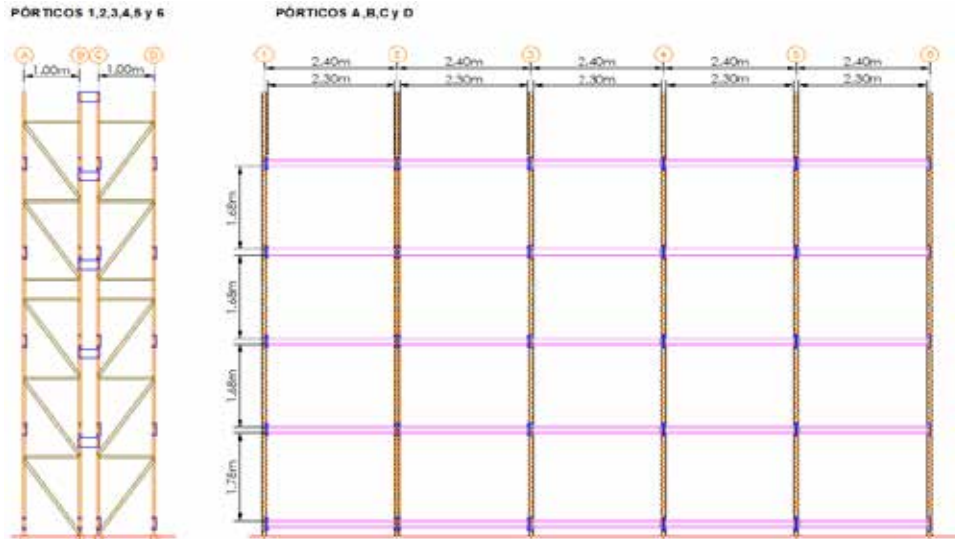 PÓRTICOS 1,2,3,4,5 y 6
PÓRTICOS A,B,C y D
A B C D
1 2 3 4 5 6
1.00m 1.00m
2.40m 2.40m 2.40m 2.40m 2.40m
2.30m 2.30m 2.30m 2.30m 2.30m
1.68m
1.68m
1.68m
1.78m